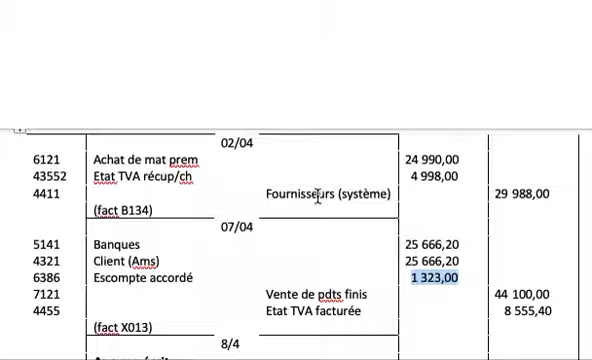 02/04
6121 Achat de mat prem 24 990,00
43552 Etat TVA récup/ch 4 998,00
4411 Fournisseurs (système) 29 988,00
(fact B134)
07/04
5141 Banques 25 666,20
4321 Client (Ams) 25 666,20
6386 Escompte accordé 1 323,00
7121 Vente de pdts finis 44 100,00
4455 Etat TVA facturée 8 555,40
(fact X013)
8/4